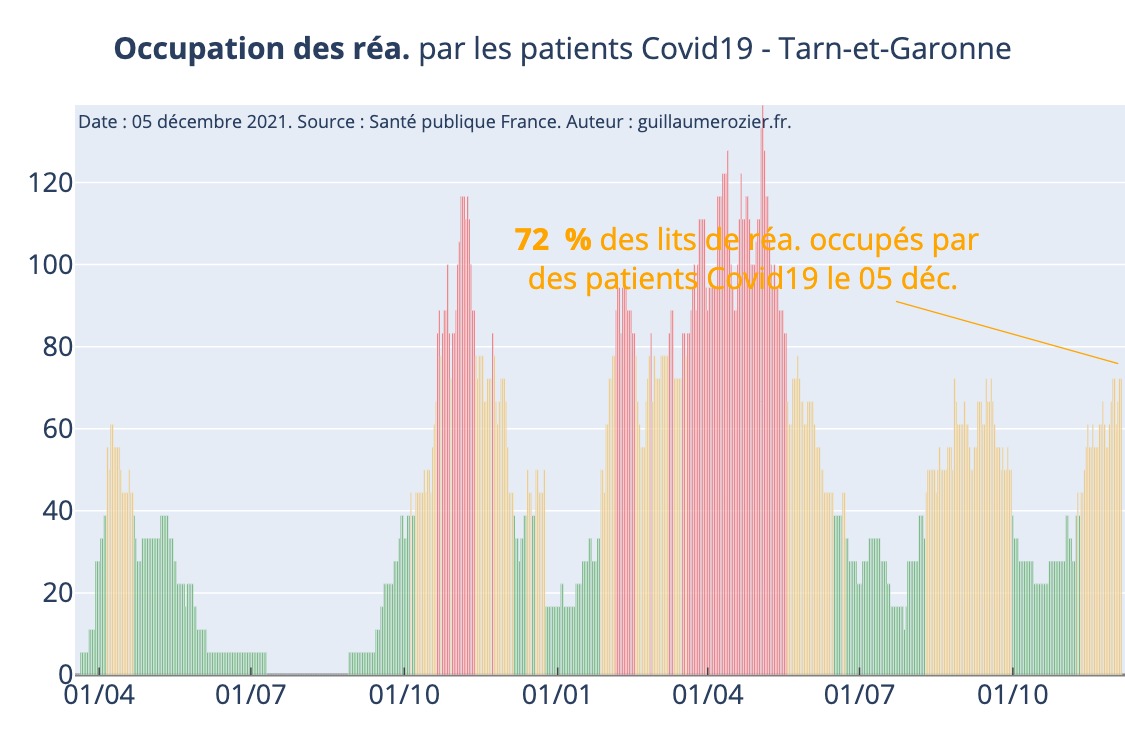 Occupation des réa. par les patients Covid19 - Tarn-et-Garonne
Date : 05 décembre 2021. Source : Santé publique France. Auteur : guillaumerozier.fr.
120
72 % des lits de réa. occupés par
100
des patients Covid19 le 05 déc.
80
60
40
20
0
01/04 01/07 01/10 01/01 01/04 01/07 01/10